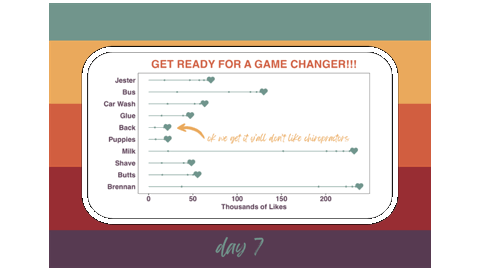 GET READY FOR A GAME CHANGER!!!
Jester
Bus
Car Wash
Glue
Back
ok we get it y'all don't like chiropractors
Puppies
Milk
Shave
Butts
Brennan
0 50 100 150 200
Thousands of Likes
day 7